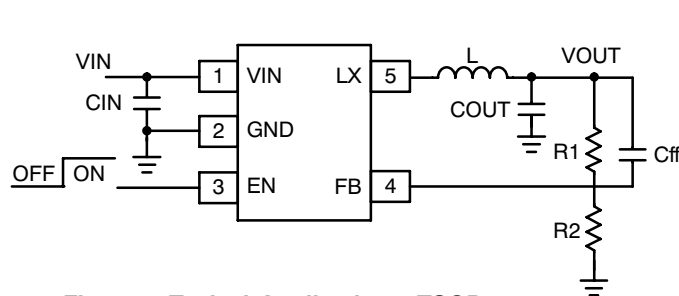 VIN
CIN
OFF ON
1 VIN
2 GND
3 EN
LX 5
FB 4
L
VOUT
COUT
R1
Cff
R2